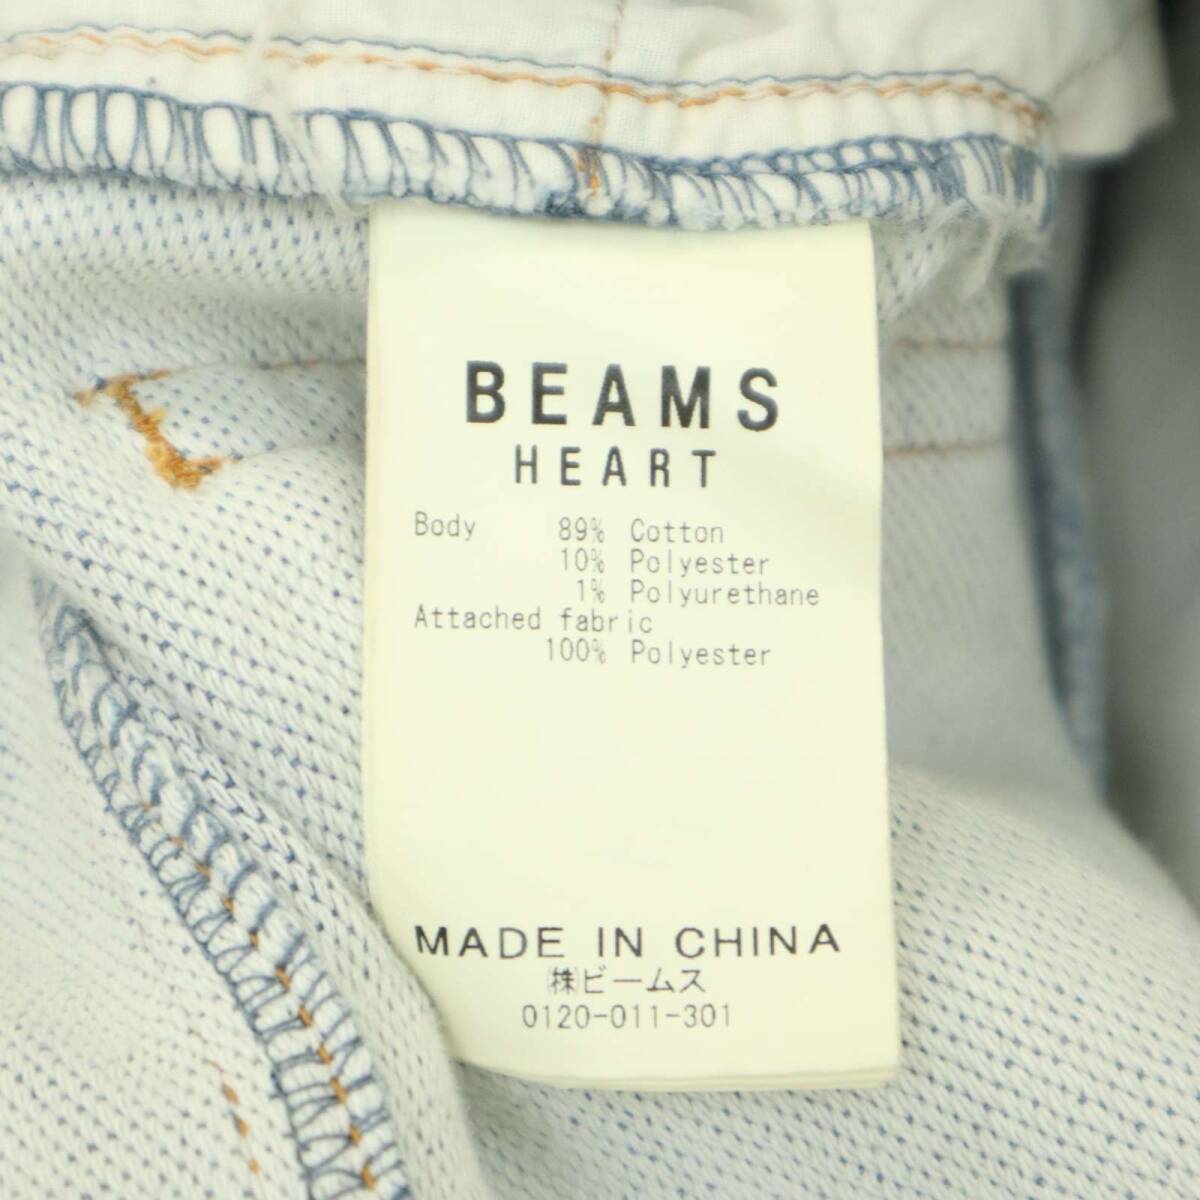 BEAMS
HEART
Body 89% Cotton
10% Polyester
1% Polyurethane
Attached fabric
100% Polyester
MADE IN CHINA
㈱ビームス
0120-011-301